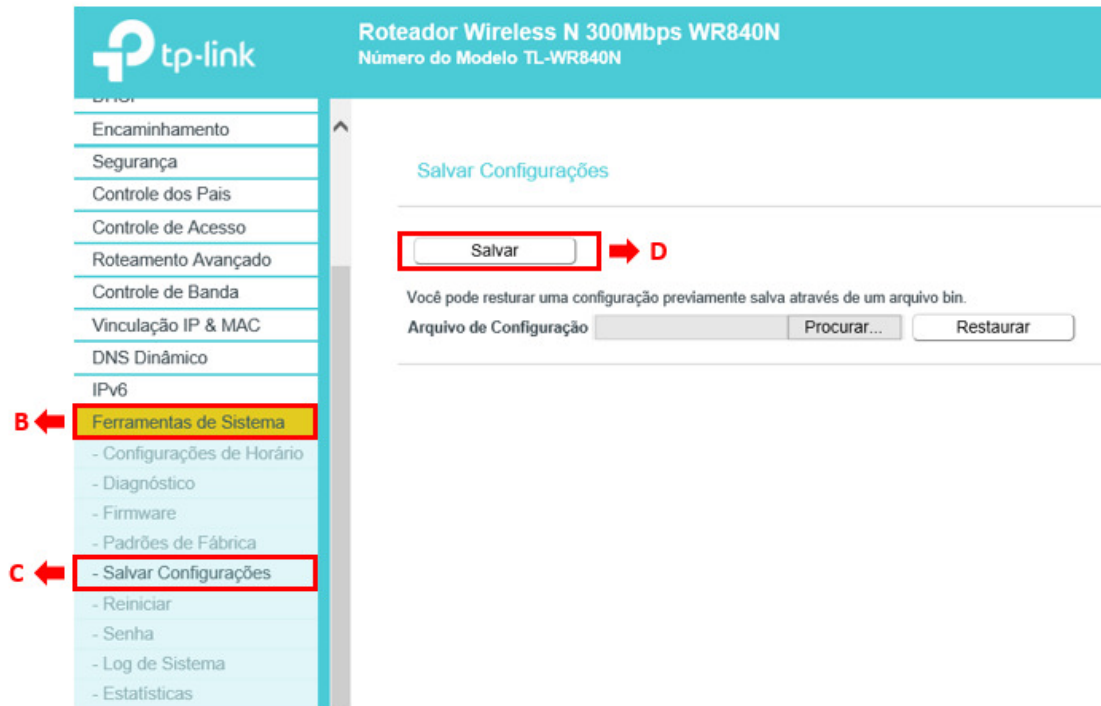 tp-link
Roteador Wireless N 300Mbps WR840N
Número do Modelo TL-WR840N
DHCP
Encaminhamento
Segurança
Controle dos Pais
Controle de Acesso
Roteamento Avançado
Controle de Banda
Vinculação IP & MAC
DNS Dinâmico
IPv6
B
Ferramentas de Sistema
- Configurações de Horário
- Diagnóstico
- Firmware
- Padrões de Fábrica
C
- Salvar Configurações
- Reiniciar
- Senha
- Log de Sistema
- Estatísticas
Salvar Configurações
Salvar
D
Você pode resturar uma configuração previamente salva através de um arquivo bin.
Arquivo de Configuração Procurar... Restaurar